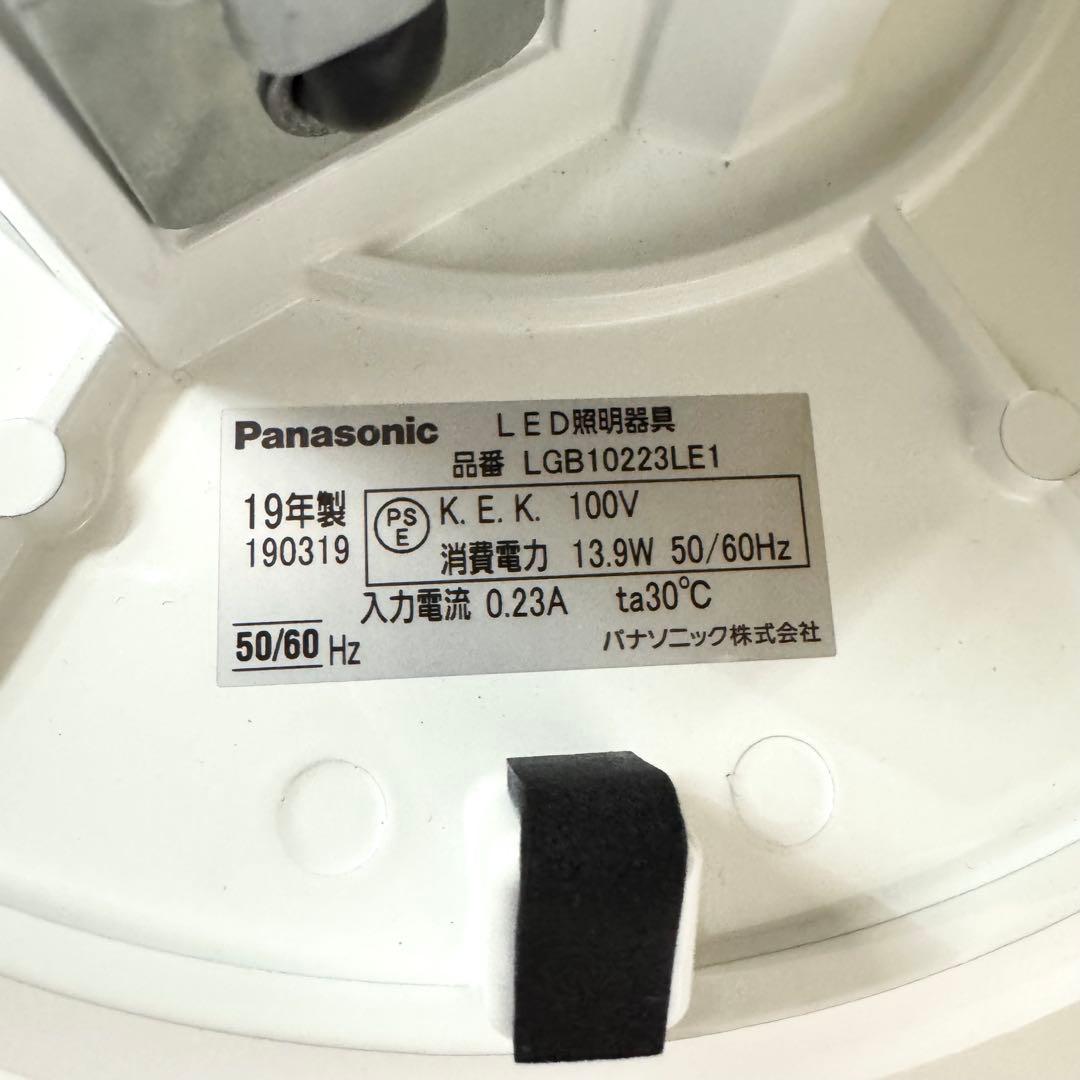 Panasonic LED照明器具
品番 LGB10223LE1
19年製
190319
PS
E
K.E.K. 100V
消費電力 13.9W 50/60Hz
入力電流 0.23A ta30℃
50/60 Hz
パナソニック株式会社